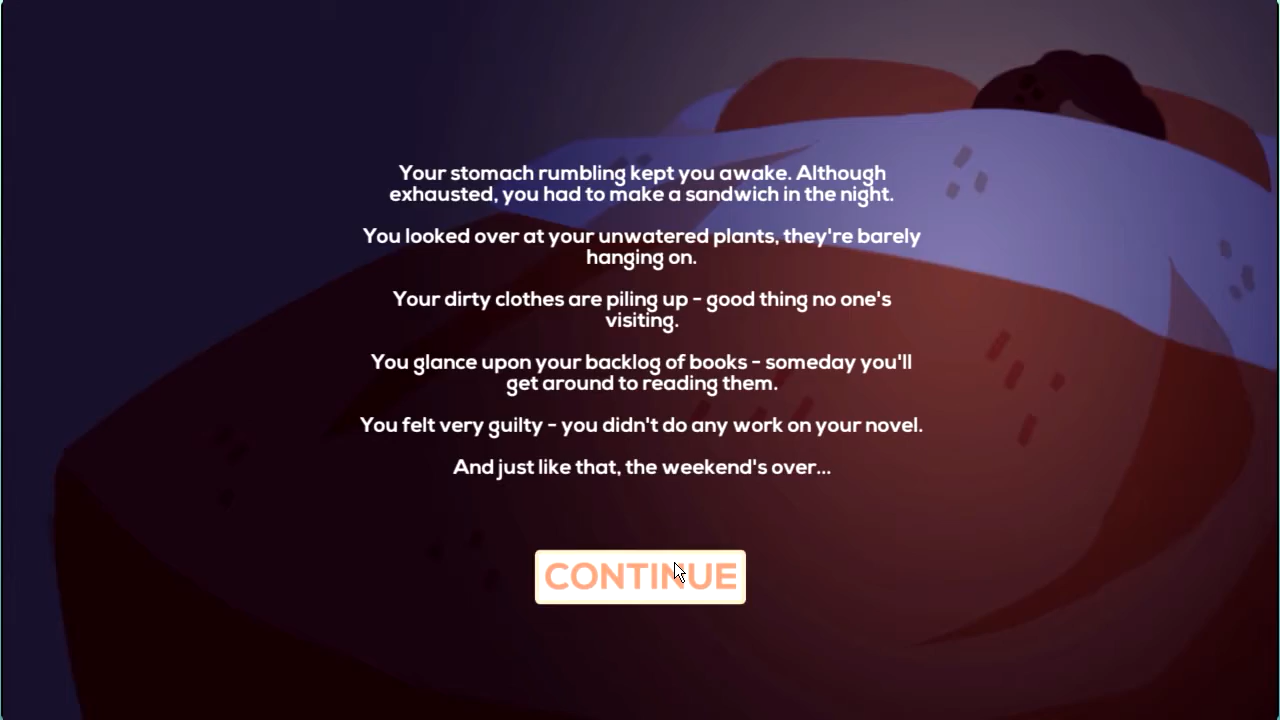 Your stomach rumbling kept you awake. Although
exhausted, you had to make a sandwich in the night.
You looked over at your unwatered plants, they're barely
hanging on.
Your dirty clothes are piling up - good thing no one's
visiting.
You glance upon your backlog of books - someday you'll
get around to reading them.
You felt very guilty - you didn't do any work on your novel.
And just like that, the weekend's over...
CONTINUE